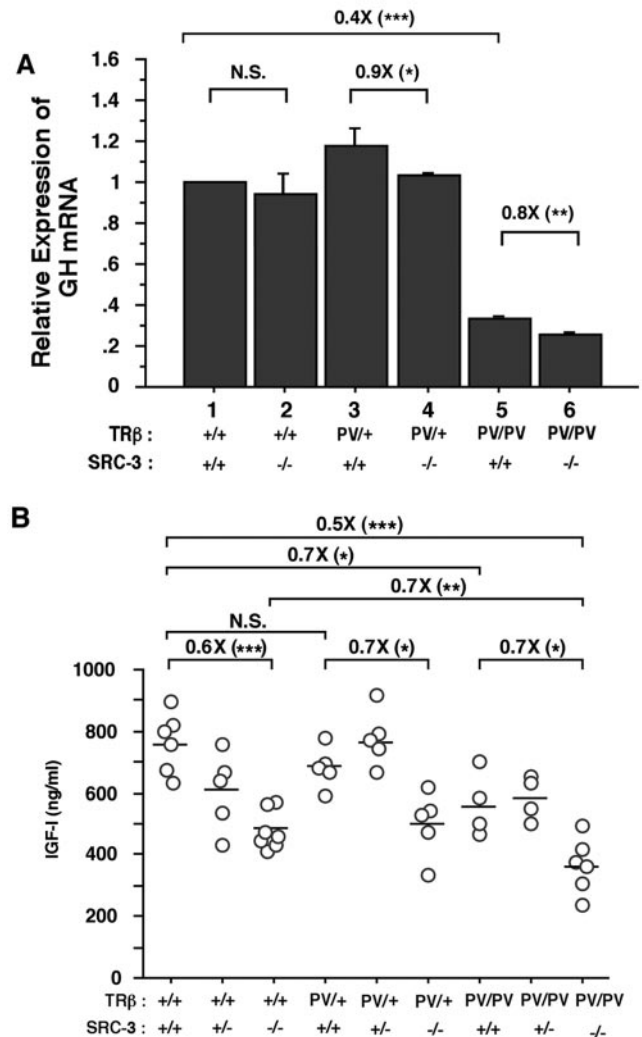 0.4X (***)
A
N.S.
0.9X (*)
0.8X (**)
Relative Expression of
GH mRNA
1.6
1.4
1.2
1
.8
.6
.4
.2
0
1 2 3 4 5 6
TRβ : +/+ +/+ PV/+ PV/+ PV/PV PV/PV
SRC-3 : +/+ -/- +/+ -/- +/+ -/-
B
0.5X (***)
0.7X (*)
0.7X (**)
N.S.
0.6X (***) 0.7X (*) 0.7X (*)
IGF-I (ng/ml)
1000
800
600
400
200
0
TRβ : +/+ +/+ +/+ PV/+ PV/+ PV/+ PV/PV PV/PV PV/PV
SRC-3 : +/+ +/- -/- +/+ +/- -/- +/+ +/- -/-